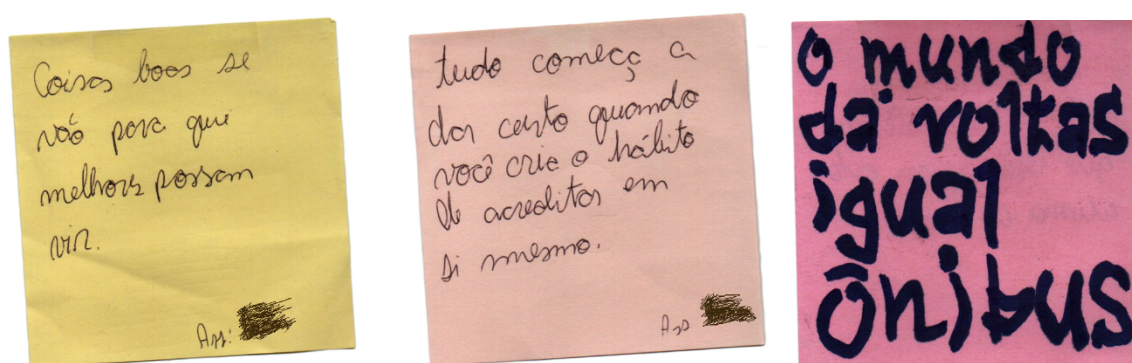 Coisas boas se
vão para que
melhores possam
vir.
Ass:
tudo começa a
dar certo quando
você cria o hábito
de acreditar em
si mesmo.
Ass
o mundo
dá voltas
igual
ônibus